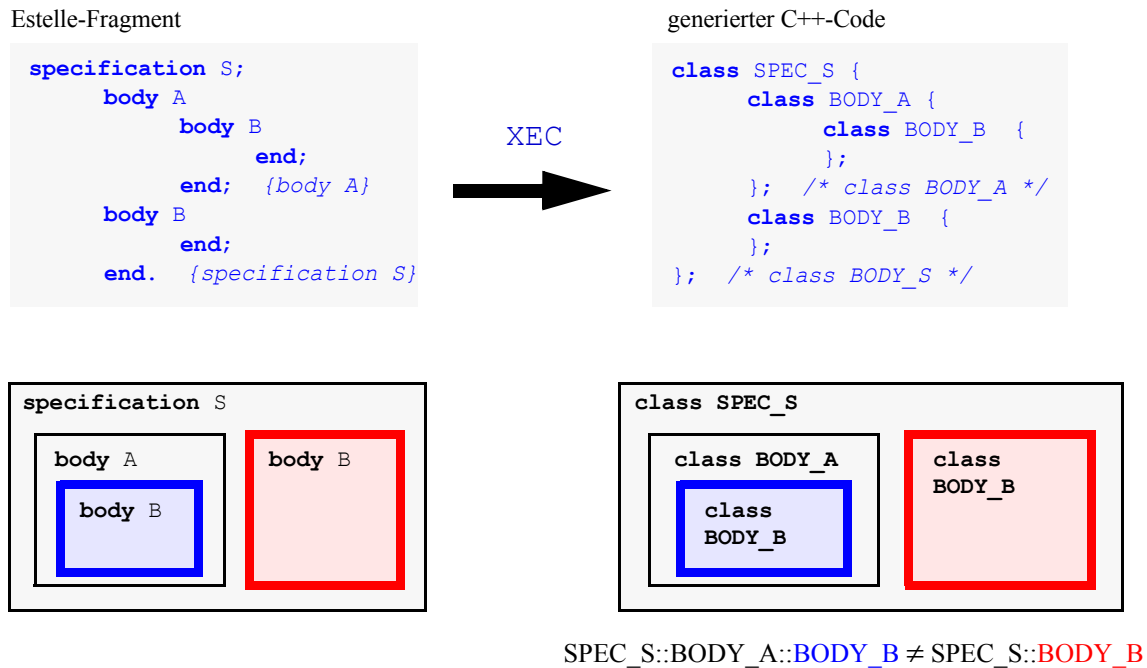 Estelle-Fragment
specification S;
body A
body B
end;
end; {body A}
body B
end;
end. {specification S}
XEC
generierter C++-Code
class SPEC_S {
class BODY_A {
class BODY_B {
};
}; /* class BODY_A */
class BODY_B {
};
}; /* class BODY_S */
specification S
body A
body B
body B
class SPEC_S
class BODY_A
class
BODY_B
class
BODY_B
SPEC_S::BODY_A::BODY_B ≠ SPEC_S::BODY_B